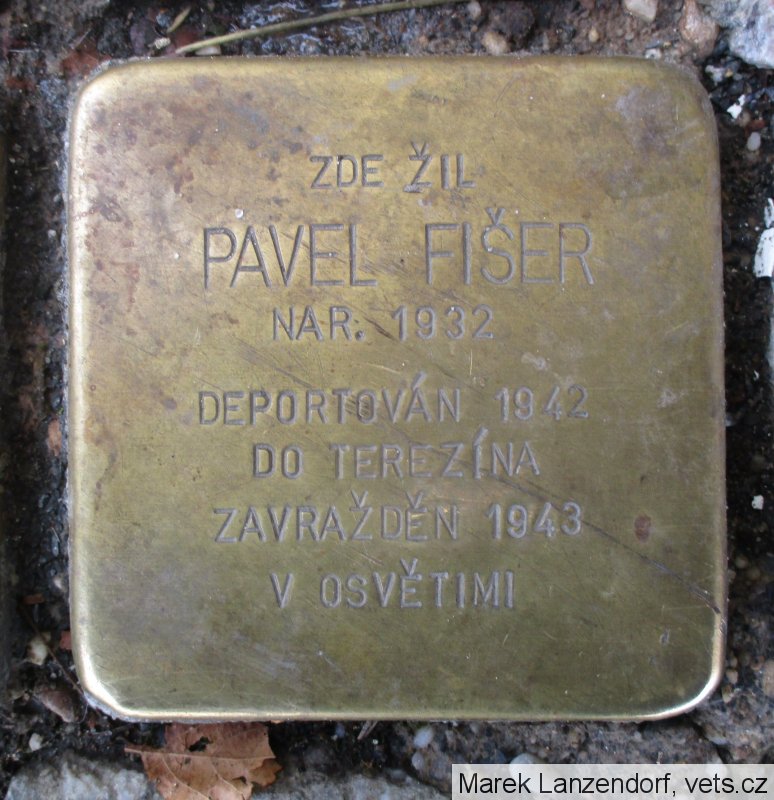 ZDE ŽIL
PAVEL FIŠER
NAR. 1932
DEPORTOVÁN 1942
DO TEREZÍNA
ZAVRAŽDĚN 1943
V OSVĚTIMI
Marek Lanzendorf, vets.cz